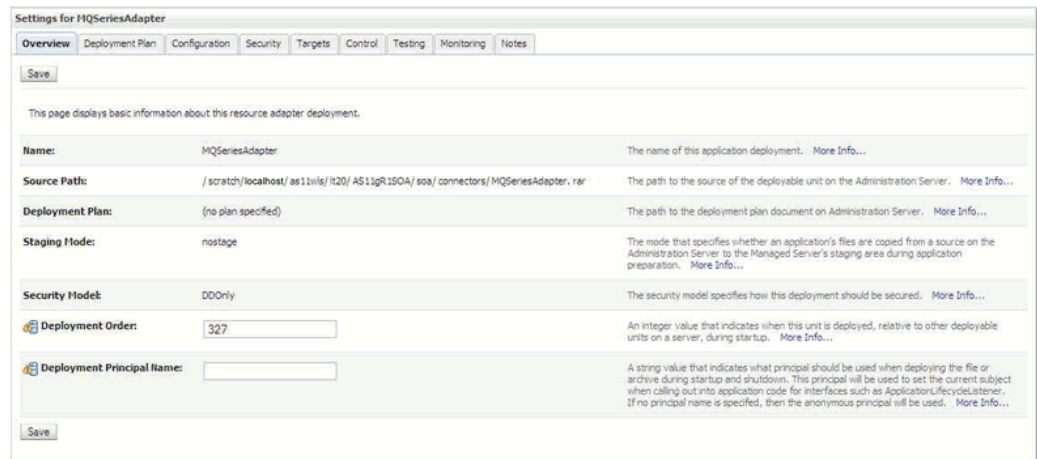 Settings for MQSeriesAdapter
Overview Deployment Plan Configuration Security Targets Control Testing Monitoring Notes
Save
This page displays basic information about this resource adapter deployment.
Name: MQSeriesAdapter The name of this application deployment. More Info...
Source Path: /scratch/localhost/as11wls/lt20/AS11gR1SOA/soa/connectors/MQSeriesAdapter.rar The path to the source of the deployable unit on the Administration Server. More Info...
Deployment Plan: (no plan specified) The path to the deployment plan document on Administration Server. More Info...
Staging Mode: nostage The mode that specifies whether an application's files are copied from a source on the
Administration Server to the Managed Server's staging area during application
preparation. More Info...
Security Model: DDOnly The security model specifies how this deployment should be secured. More Info...
Deployment Order: 327 An integer value that indicates when this unit is deployed, relative to other deployable
units on a server, during startup. More Info...
Deployment Principal Name: A string value that indicates what principal should be used when deploying the file or
archive during startup and shutdown. This principal will be used to set the current subject
when calling out into application code for interfaces such as ApplicationLifecycleListener.
If no principal name is specifed, then the anonymous principal will be used. More Info...
Save